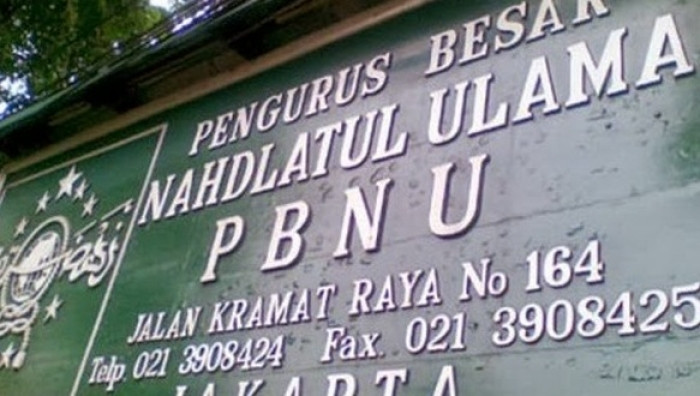 PENGURUS BESAR
NAHDLATUL ULAMA
PBNU
JALAN KRAMAT RAYA No 164
Telp. 021 3908424 Fax. 021 3908425
JAKARTA